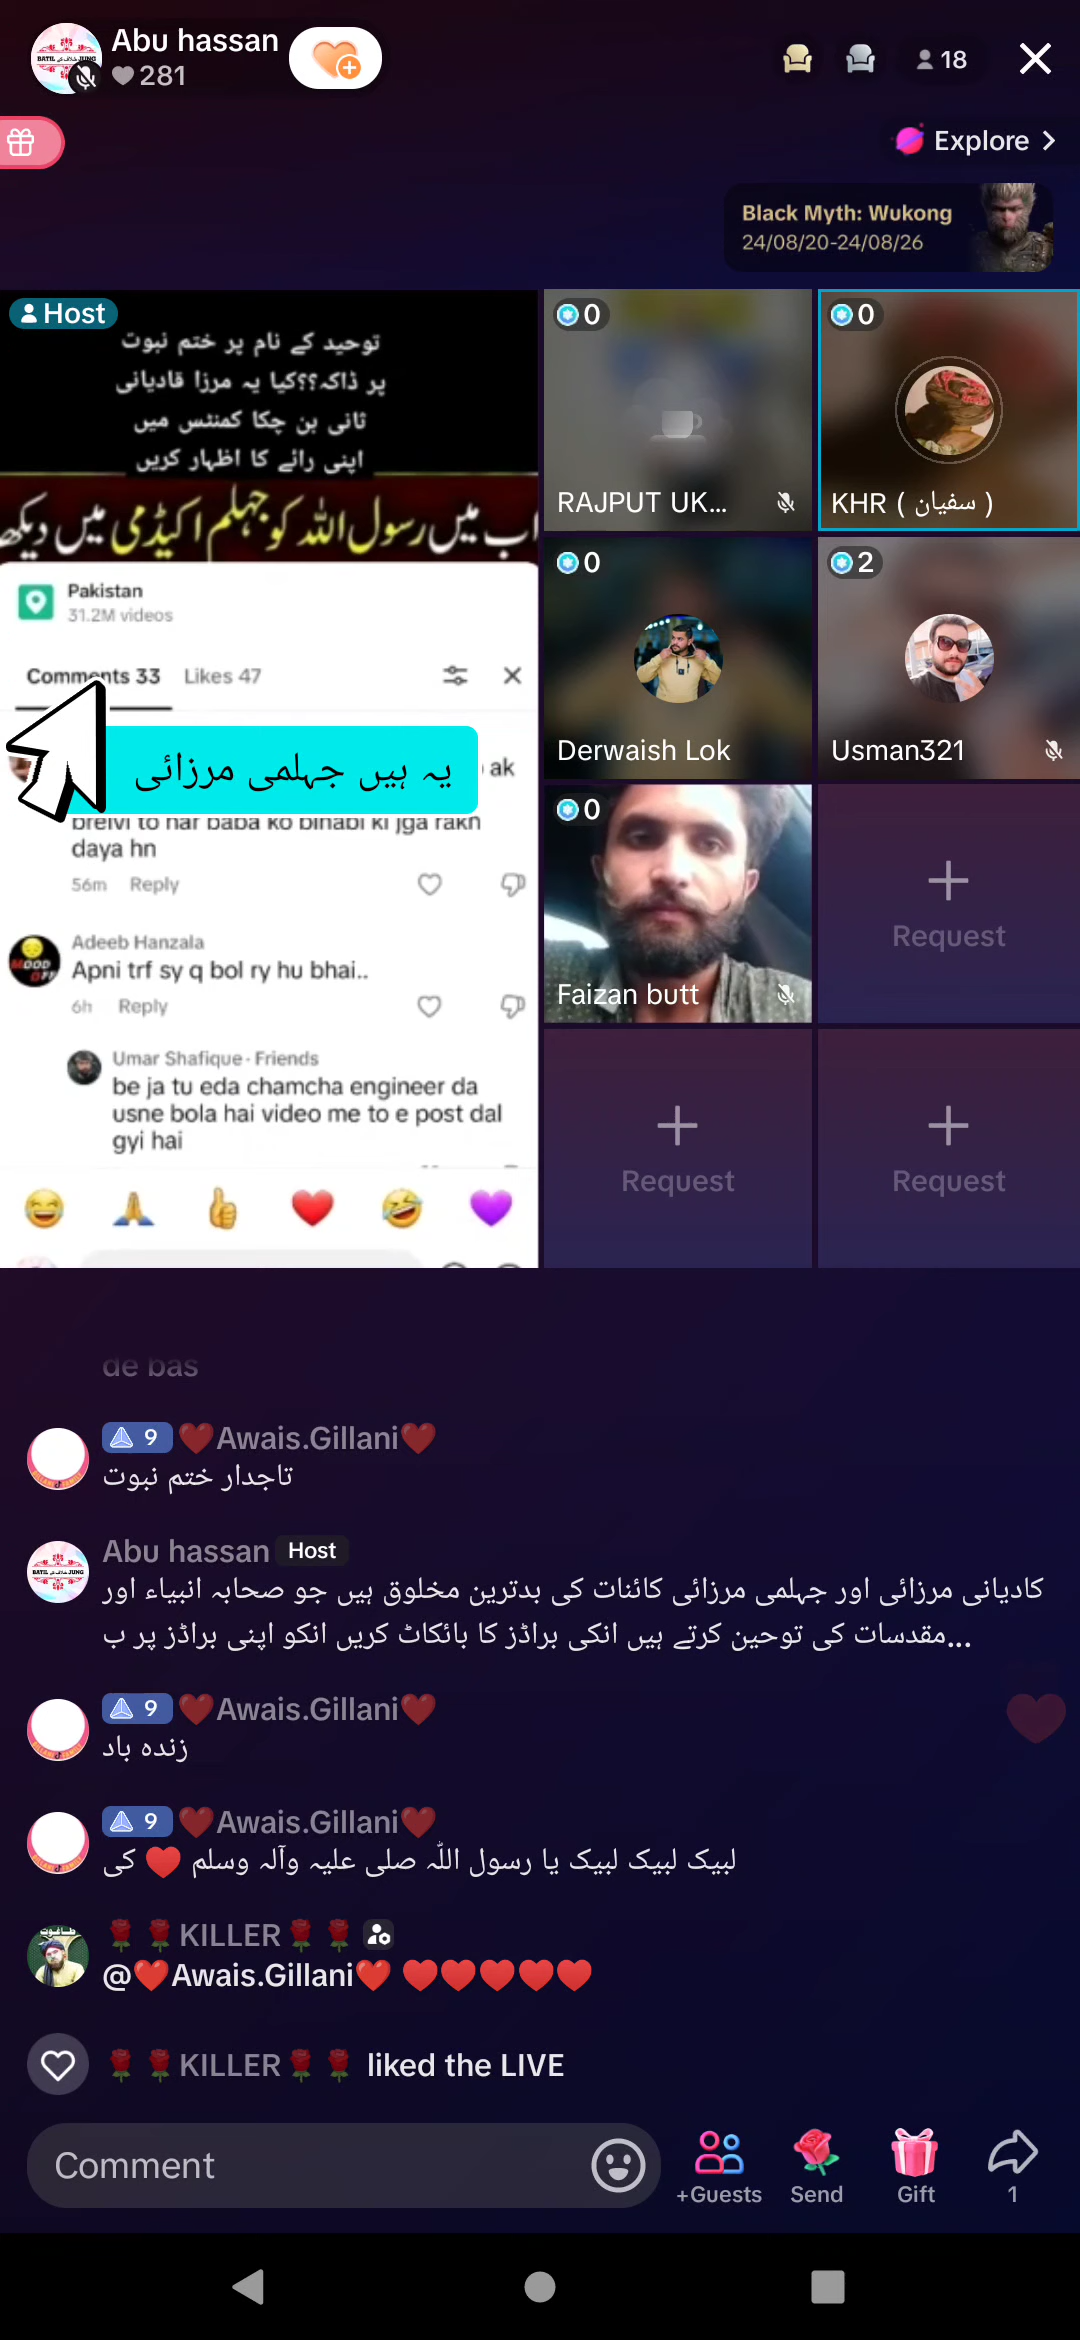 Abu hassan
281
18
Explore
Black Myth: Wukong
24/08/20-24/08/26
Host
توحید کے نام پر ختم نبوت
پر ڈاکہ؟؟کیا یہ مرزا قادیانی
ثانی بن چکا کمنٹس میں
اپنی رائے کا اظہار کریں
اب میں رسول اللہ کو جہلم اکیڈمی میں دیکھ
Pakistan
31.2M videos
Comments 33
Likes 47
یہ ہیں جہلمی مرزائی
ak
brelvi to har baba ko bhnabi ki jga rakh
daya hn
56m Reply
Adeeb Hanzala
Apni trf sy q bol ry hu bhai..
6h Reply
Umar Shafique · Friends
be ja tu eda chamcha engineer da
usne bola hai video me to e post dal
gyi hai
0
RAJPUT UK...
0
KHR ( سفیان )
0
Derwaish Lok
2
Usman321
0
Faizan butt
Request
Request
Request
de bas
9 ❤️Awais.Gillani❤️
تاجدار ختم نبوت
Abu hassan Host
کادیانی مرزائی اور جہلمی مرزائی کائنات کی بدترین مخلوق ہیں جو صحابہ انبیاء اور
مقدسات کی توحین کرتے ہیں انکی براڈز کا بائکاٹ کریں انکو اپنی براڈز پر ب...
9 ❤️Awais.Gillani❤️
زندہ باد
9 ❤️Awais.Gillani❤️
لبیک لبیک لبیک یا رسول اللّٰہ صلی علیہ وآلہ وسلم ❤️ کی
🌹🌹KILLER🌹🌹
@❤️Awais.Gillani❤️ ❤️❤️❤️❤️❤️
🌹🌹KILLER🌹🌹 liked the LIVE
Comment
+Guests
Send
Gift
1